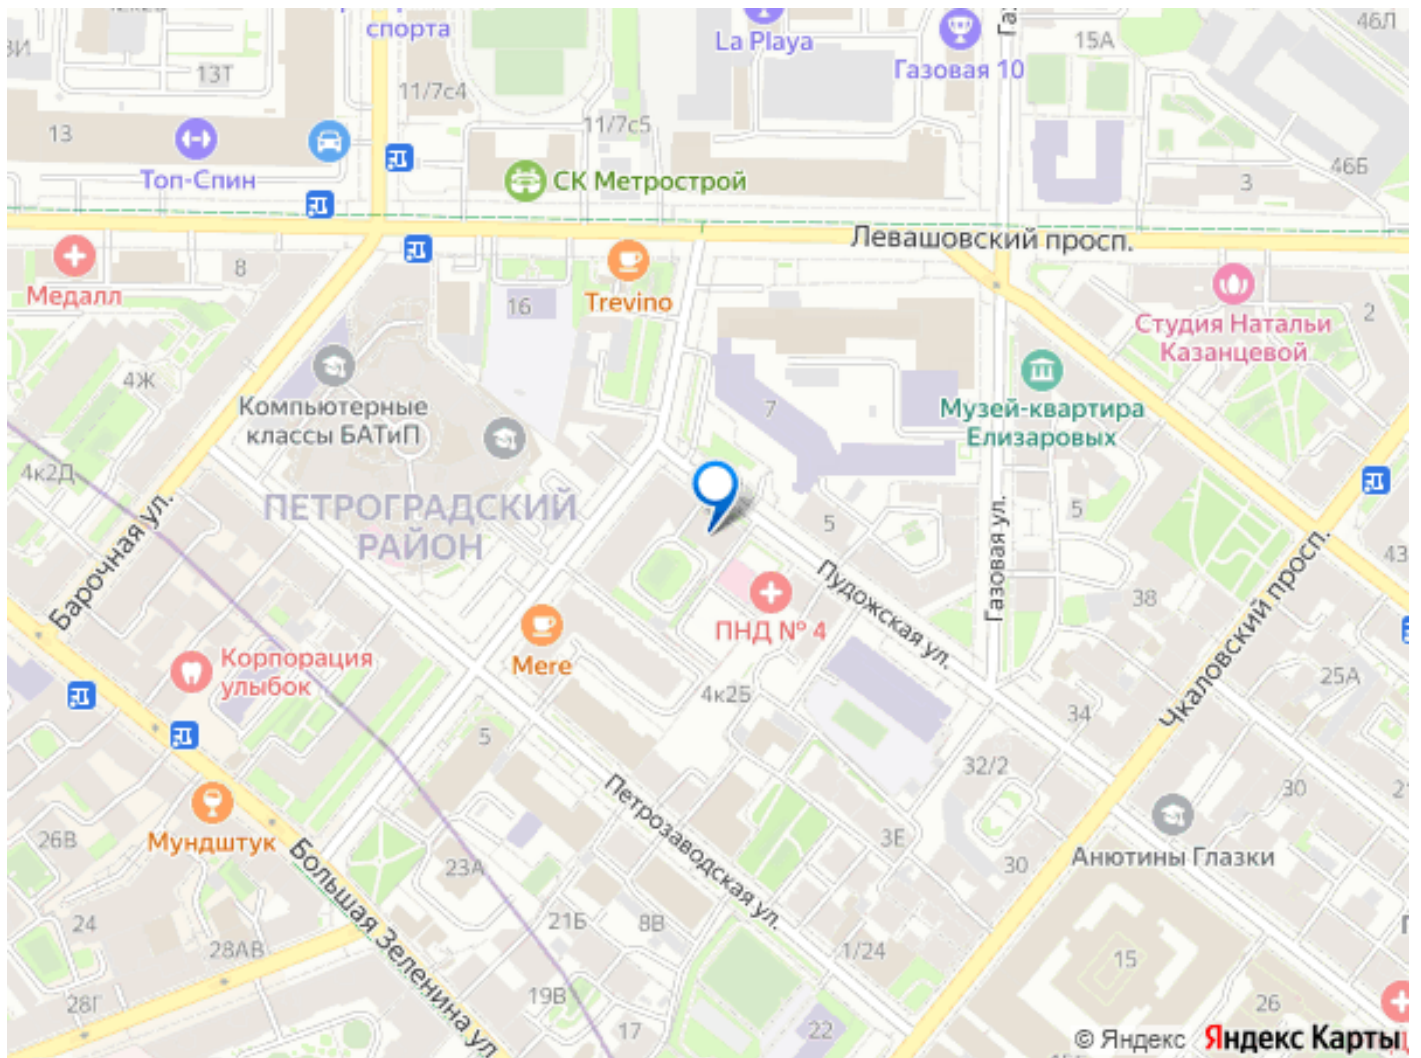 спорта
La Playa
Газовая 10
15А
46Л
13Т
11/7с4
13
11/7с5
Топ-Спин
СК Метрострой
3
46Б
Левашовский просп.
Медалл
8
16
Trevino
Студия Натальи
Казанцевой
2
4Ж
Компьютерные
классы БАТиП
7
Музей-квартира
Елизаровых
4к2Д
ПЕТРОГРАДСКИЙ
РАЙОН
Барочная ул.
5
Газовая ул.
5
43
Пудожская ул.
ПНД № 4
38
Чкаловский просп.
Корпорация
улыбок
Mere
4к2Б
25А
34
5
32/2
30
Петрозаводская ул.
Мундштук
26В
Большая Зеленина ул.
3Е
30
Анютины Глазки
23А
24
21Б
8В
28АВ
1/24
15
28Г
19В
17
22
26
© Яндекс Яндекс Карты